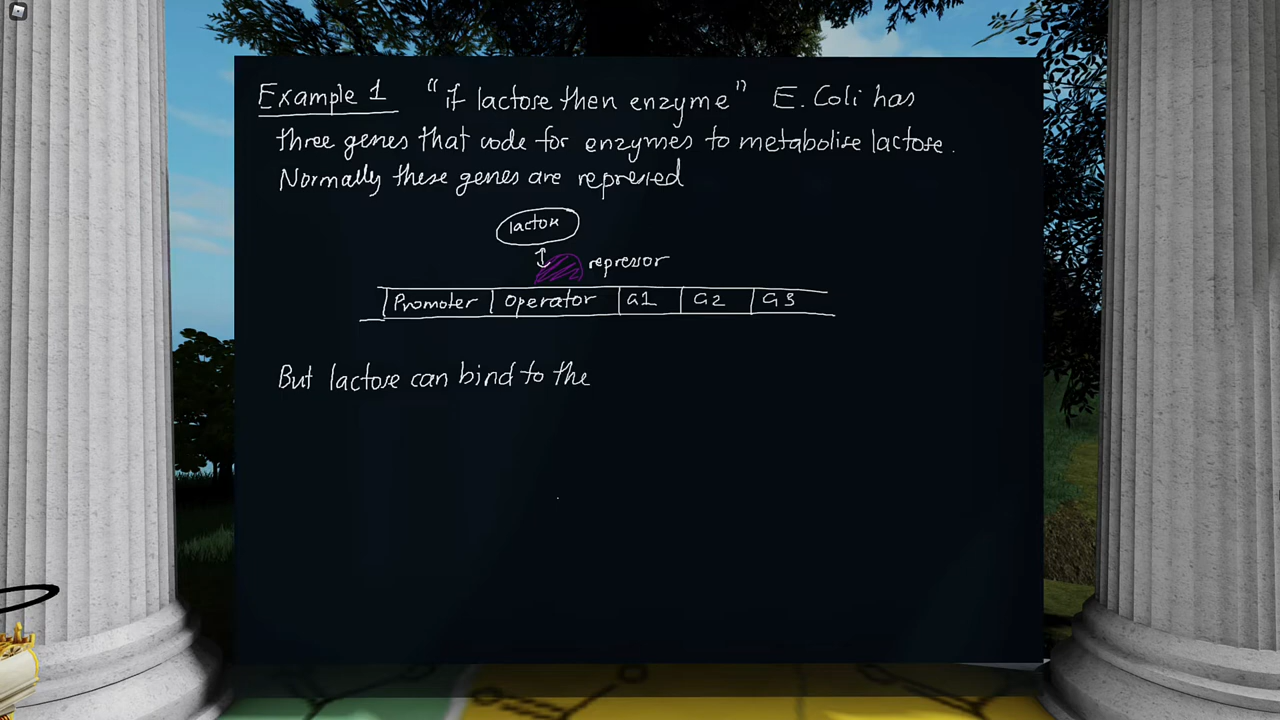 Example 1 "if lactose then enzyme" E. Coli has
three genes that code for enzymes to metabolise lactose.
Normally these genes are repressed
lactose
repressor
Promoter Operator G1 G2 G3
But lactose can bind to the